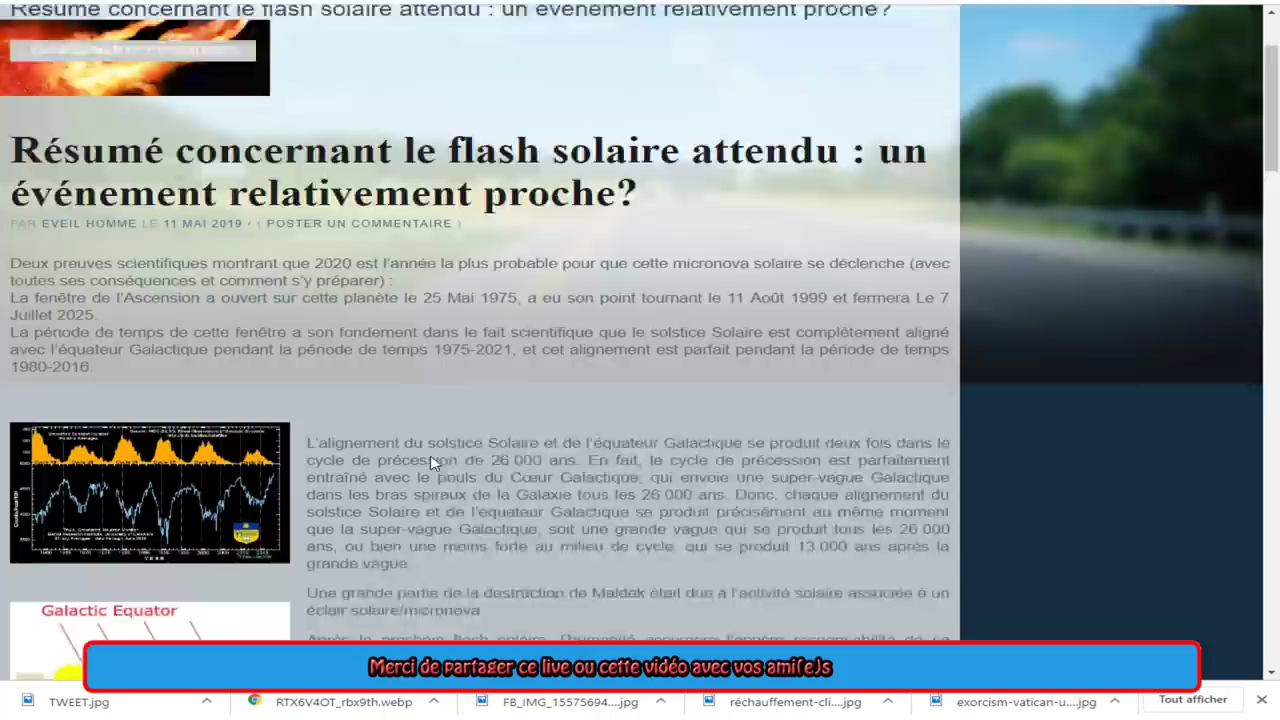 Résumé concernant le flash solaire attendu : un événement relativement proche?
Résumé concernant le flash solaire attendu : un
événement relativement proche?
PAR EVEIL HOMME LE 11 MAI 2019 • ( POSTER UN COMMENTAIRE )
Deux preuves scientifiques montrant que 2020 est l'année la plus probable pour que cette micronova solaire se déclenche (avec
toutes ses conséquences et comment s'y préparer) :
La fenêtre de l'Ascension a ouvert sur cette planète le 25 Mai 1975, a eu son point tournant le 11 Août 1999 et fermera Le 7
Juillet 2025.
La période de temps de cette fenêtre a son fondement dans le fait scientifique que le solstice Solaire est complètement aligné
avec l'équateur Galactique pendant la période de temps 1975-2021, et cet alignement est parfait pendant la période de temps
1980-2016.
L'alignement du solstice Solaire et de l'équateur Galactique se produit deux fois dans le
cycle de précession de 26 000 ans. En fait, le cycle de précession est parfaitement
entraîné avec le pouls du Cœur Galactique, qui envoie une super-vague Galactique
dans les bras spiraux de la Galaxie tous les 26 000 ans. Donc, chaque alignement du
solstice Solaire et de l'équateur Galactique se produit précisément au même moment
que la super-vague Galactique, soit une grande vague qui se produit tous les 26 000
ans, ou bien une moins forte au milieu de cycle, qui se produit 13 000 ans après la
grande vague.
Une grande partie de la destruction de Maldek était due à l'activité solaire associée à un
éclair solaire/micronova
Après le prochain flash solaire, l'humanité
Galactic Equator
Merci de partager ce live ou cette vidéo avec vos ami(e)s
TWEET.jpg
RTX6V4OT_rbx9th.webp
FB_IMG_15575694....jpg
réchauffement-cli....jpg
exorcism-vatican-u....jpg
Tout afficher